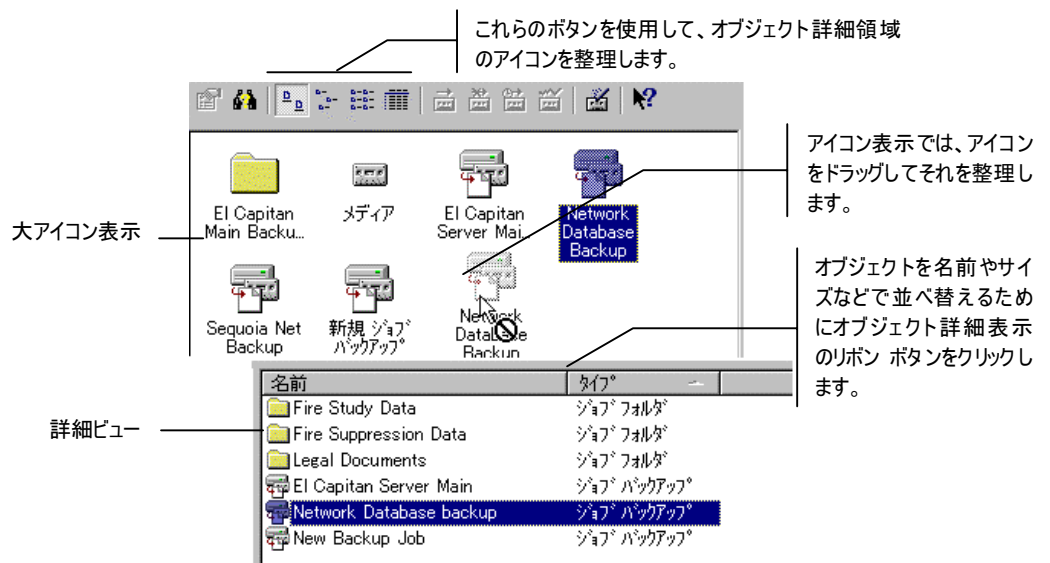 これらのボタンを使用して、オブジェクト詳細領域
のアイコンを整理します。
アイコン表示では、アイコン
をドラッグしてそれを整理し
ます。
大アイコン表示
El Capitan
Main Backu...
メディア
El Capitan
Server Mai...
Network
Database
Backup
オブジェクトを名前やサイ
ズなどで並べ替えるため
にオブジェクト詳細表示
のリボン ボタンをクリックし
ます。
Sequoia Net
Backup
新規 ジョブ
バックアップ
Network
Database
Backup
詳細ビュー
名前 タイプ
Fire Study Data ジョブ フォルダ
Fire Suppression Data ジョブ フォルダ
Legal Documents ジョブ フォルダ
El Capitan Server Main ジョブ バックアップ
Network Database backup ジョブ バックアップ
New Backup Job ジョブ バックアップ